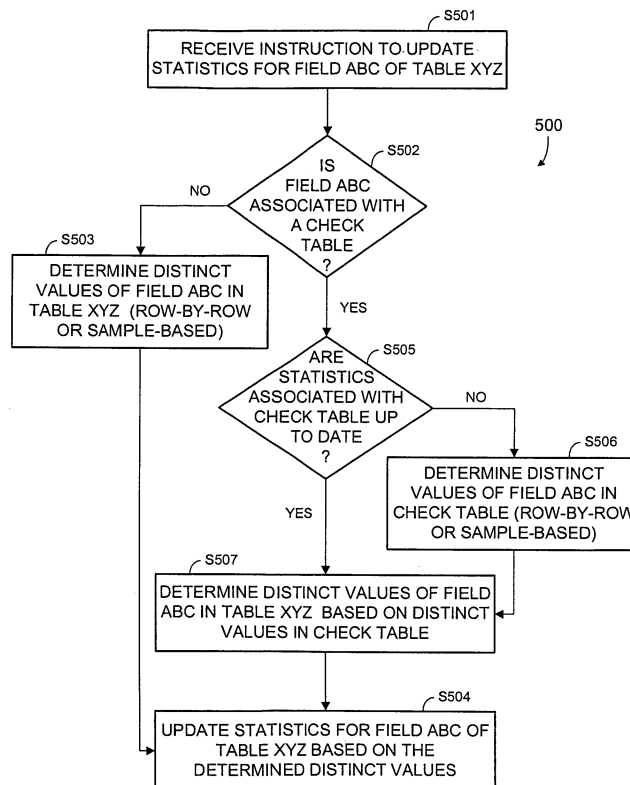 S501
RECEIVE INSTRUCTION TO UPDATE
STATISTICS FOR FIELD ABC OF TABLE XYZ
500
S502
IS
FIELD ABC
ASSOCIATED WITH
A CHECK
TABLE
?
NO
YES
S503
DETERMINE DISTINCT
VALUES OF FIELD ABC IN
TABLE XYZ (ROW-BY-ROW
OR SAMPLE-BASED)
S505
ARE
STATISTICS
ASSOCIATED WITH
CHECK TABLE UP
TO DATE
?
NO
YES
S506
DETERMINE DISTINCT
VALUES OF FIELD ABC IN
CHECK TABLE (ROW-BY-ROW
OR SAMPLE-BASED)
S507
DETERMINE DISTINCT VALUES OF FIELD
ABC IN TABLE XYZ BASED ON DISTINCT
VALUES IN CHECK TABLE
S504
UPDATE STATISTICS FOR FIELD ABC OF
TABLE XYZ BASED ON THE
DETERMINED DISTINCT VALUES